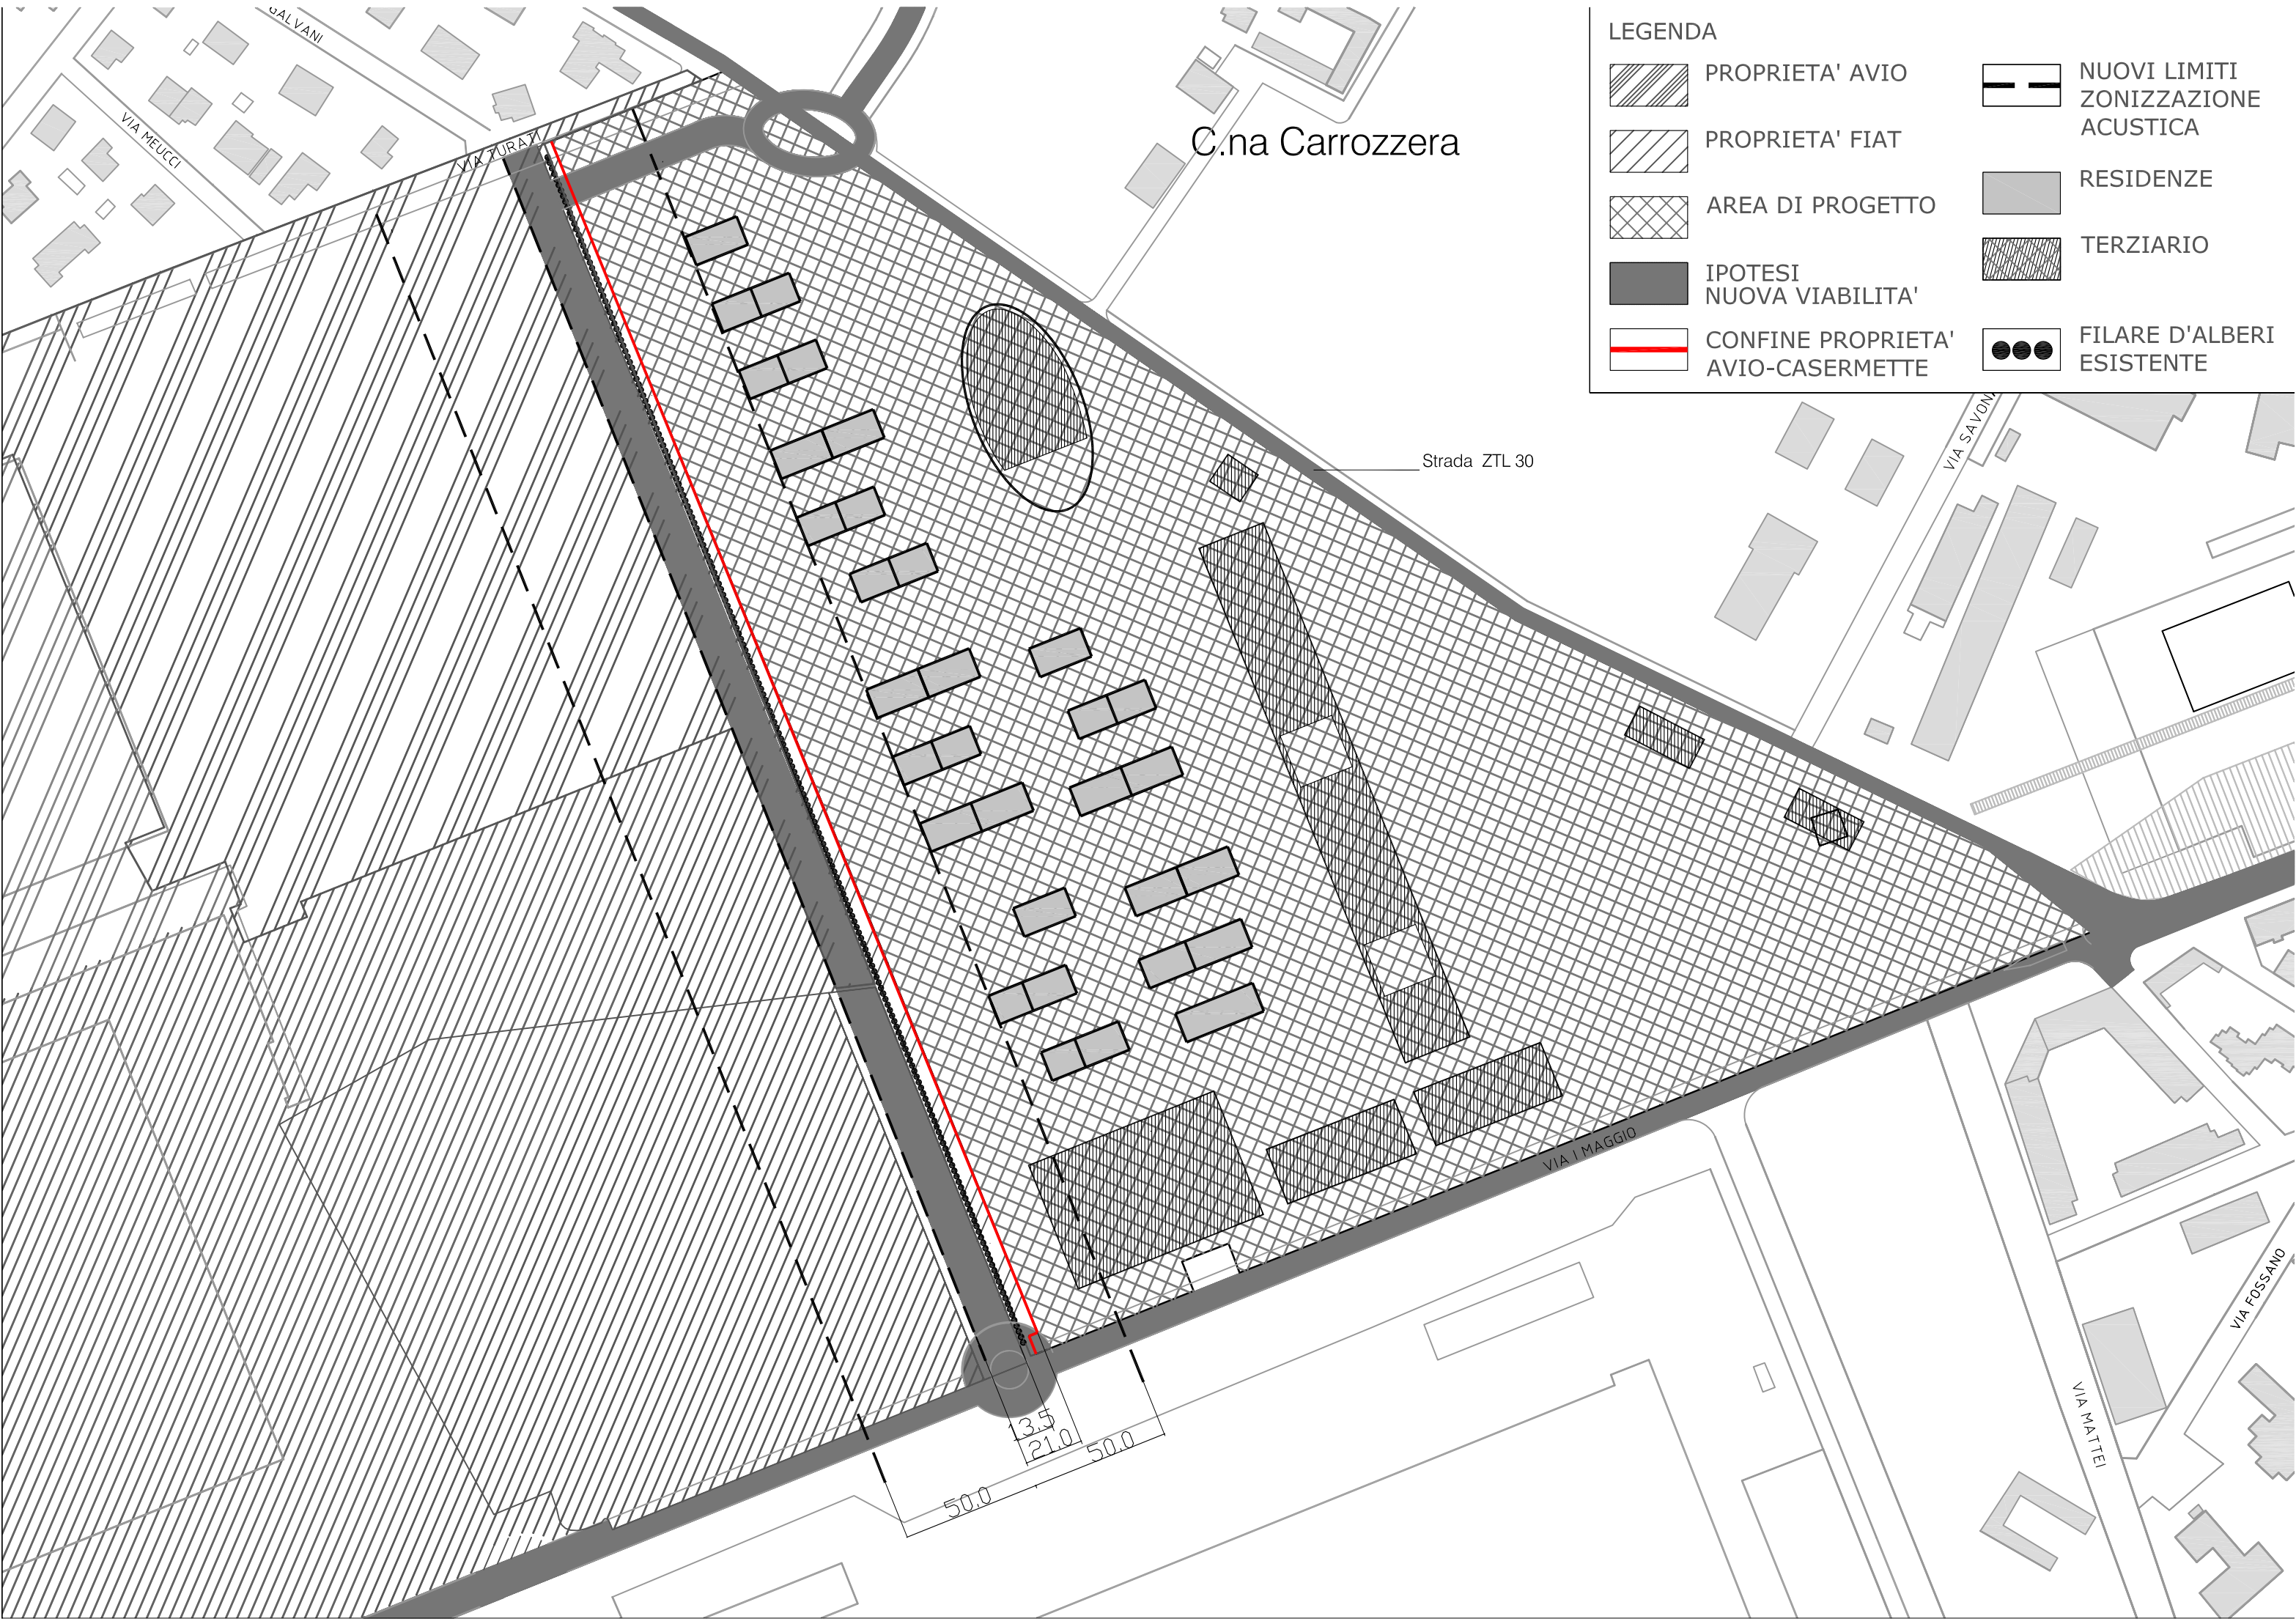 GALVANI
VIA MEUCCI
VIA TURATI
C.na Carrozzera
Strada ZTL 30
LEGENDA
PROPRIETA' AVIO
PROPRIETA' FIAT
AREA DI PROGETTO
IPOTESI
NUOVA VIABILITA'
CONFINE PROPRIETA'
AVIO-CASERMETTE
NUOVI LIMITI
ZONIZZAZIONE
ACUSTICA
RESIDENZE
TERZIARIO
FILARE D'ALBERI
ESISTENTE
VIA SAVONA
VIA I MAGGIO
VIA FOSSANO
VIA MATTEI
13.5
21.0
50.0
50.0